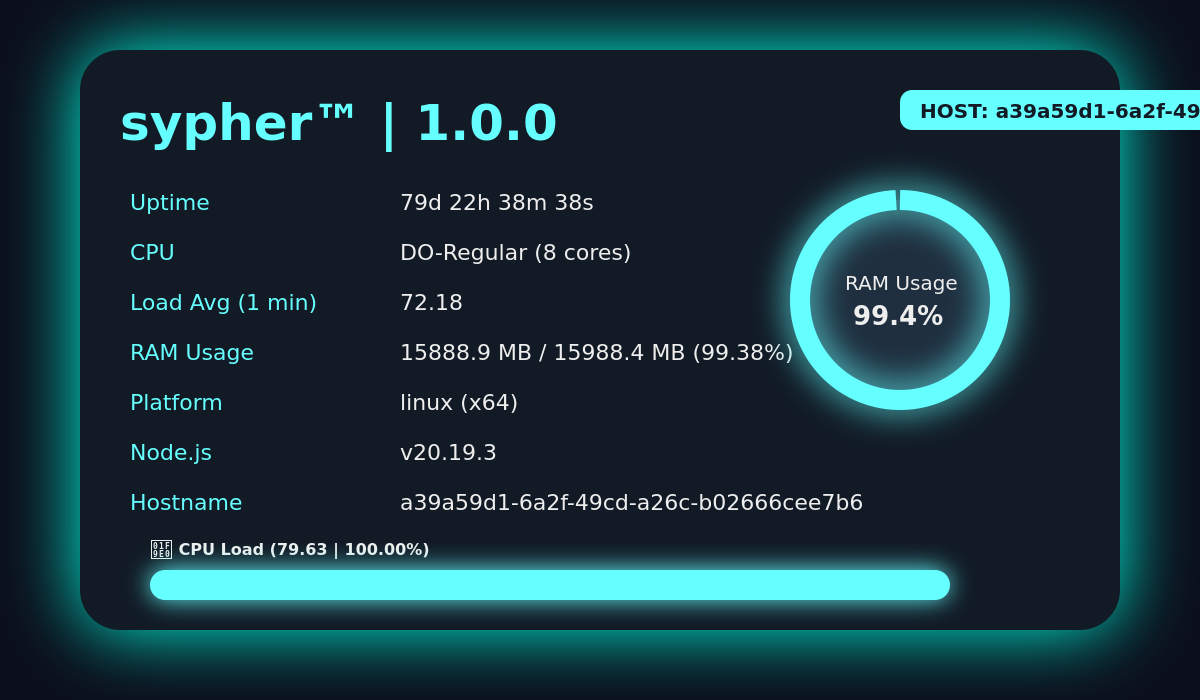 sypher™ | 1.0.0
HOST: a39a59d1-6a2f-49
Uptime 79d 22h 38m 38s
CPU DO-Regular (8 cores)
Load Avg (1 min) 72.18
RAM Usage 15888.9 MB / 15988.4 MB (99.38%)
Platform linux (x64)
Node.js v20.19.3
Hostname a39a59d1-6a2f-49cd-a26c-b02666cee7b6
RAM Usage
99.4%
CPU Load (79.63 | 100.00%)